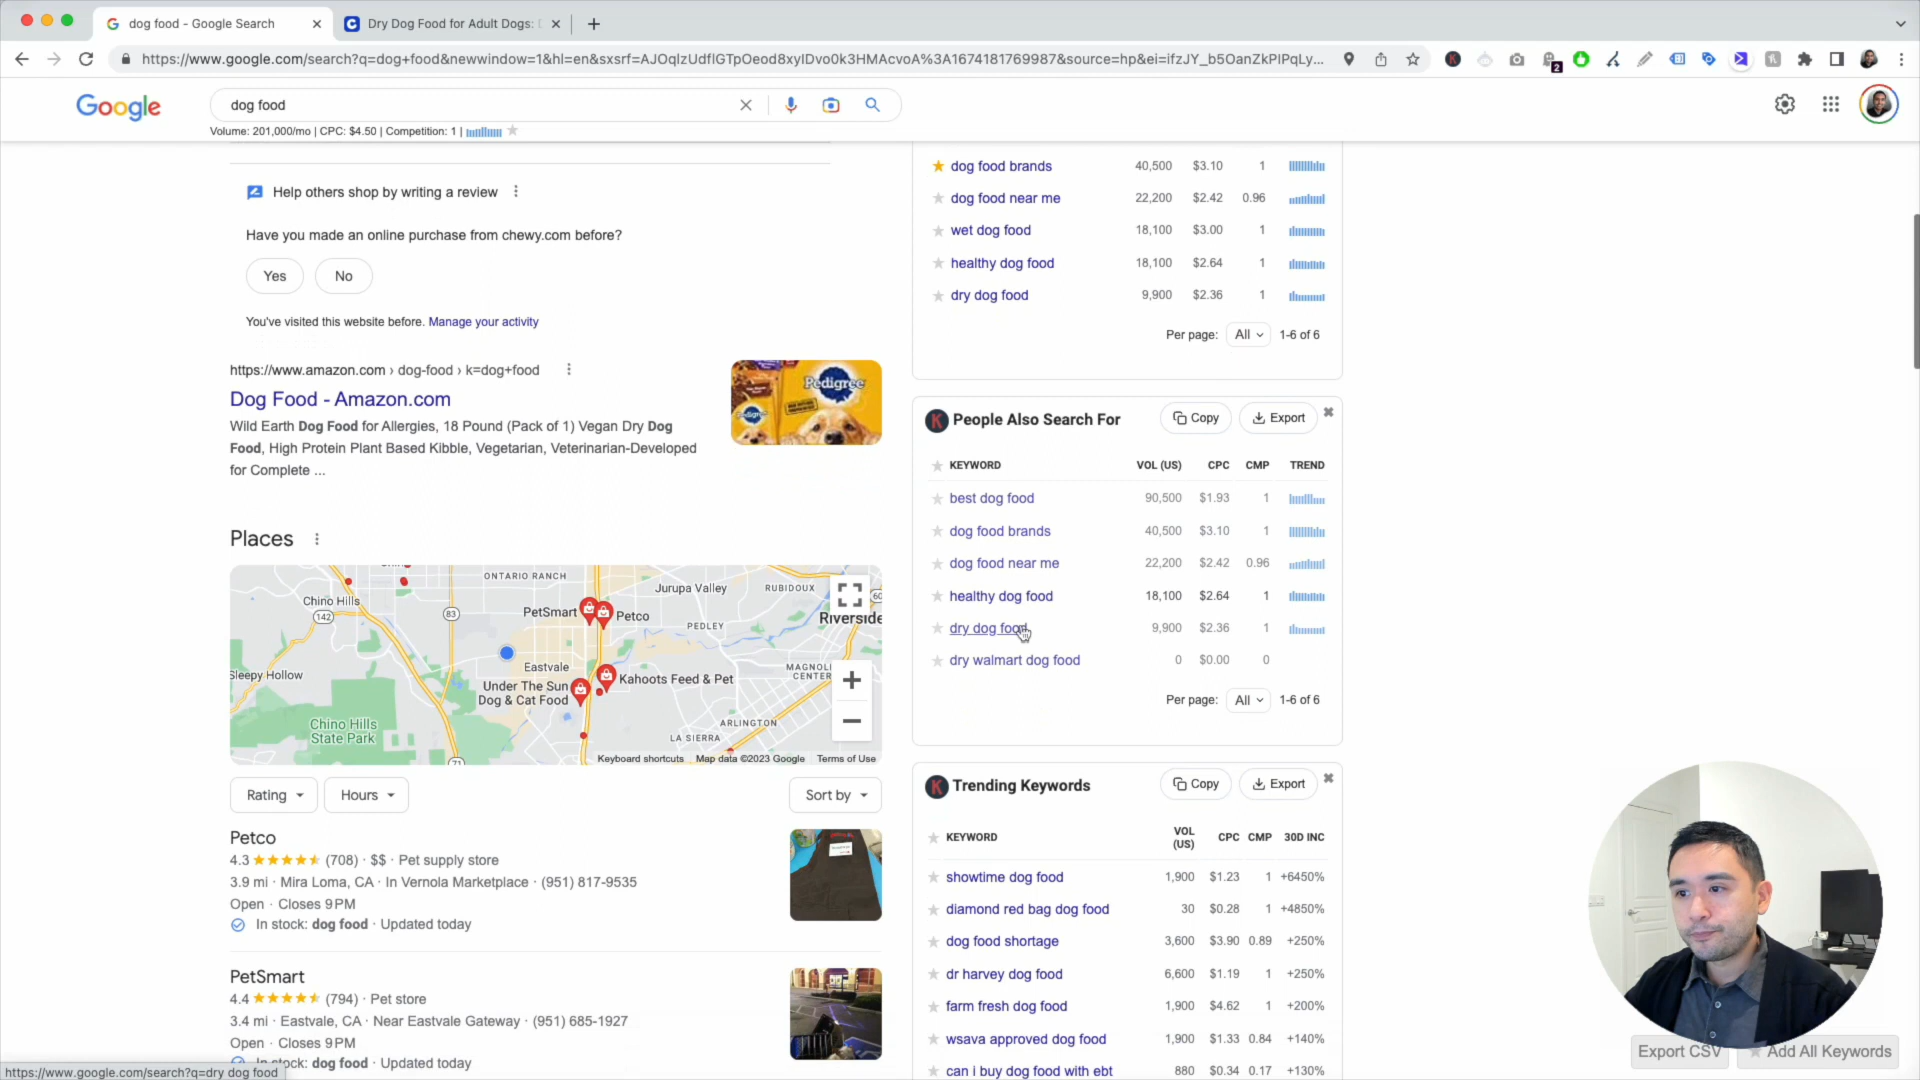 dog food - Google Search
Dry Dog Food for Adult Dogs:
https://www.google.com/search?q=dog+food&newwindow=1&hl=en&sxsrf=AJOqlzUdflGTpOeod8xyIDvo0k3HMAcvoA%3A1674181769987&source=hp&ei=ifzJY_b5OanZkPIPqLy...
2
Google
dog food
Volume: 201,000/mo | CPC: $4.50 | Competition: 1 |
Help others shop by writing a review
Have you made an online purchase from chewy.com before?
Yes
No
You've visited this website before. Manage your activity
https://www.amazon.com › dog-food › k=dog+food
Dog Food - Amazon.com
Wild Earth Dog Food for Allergies, 18 Pound (Pack of 1) Vegan Dry Dog
Food, High Protein Plant Based Kibble, Vegetarian, Veterinarian-Developed
for Complete ...
Pedigree
Places
ONTARIO RANCH
Jurupa Valley
RUBIDOUX
60
Chino Hills
142
83
PetSmart
Petco
Riverside
PEDLEY
Sleepy Hollow
Eastvale
MAGNOLIA
CENTER
Under The Sun
Dog & Cat Food
Kahoots Feed & Pet
Chino Hills
State Park
ARLINGTON
LA SIERRA
71
Keyboard shortcuts
Map data ©2023 Google
Terms of Use
Rating
Hours
Sort by
Petco
4.3 (708) · $$ · Pet supply store
3.9 mi · Mira Loma, CA · In Vernola Marketplace · (951) 817-9535
Open · Closes 9 PM
In stock: dog food · Updated today
PetSmart
4.4 (794) · Pet store
3.4 mi · Eastvale, CA · Near Eastvale Gateway · (951) 685-1927
Open · Closes 9 PM
In stock: dog food · Updated today
https://www.google.com/search?q=dry dog food
dog food brands 40,500 $3.10 1
dog food near me 22,200 $2.42 0.96
wet dog food 18,100 $3.00 1
healthy dog food 18,100 $2.64 1
dry dog food 9,900 $2.36 1
Per page: All 1-6 of 6
K People Also Search For Copy Export
KEYWORD VOL (US) CPC CMP TREND
best dog food 90,500 $1.93 1
dog food brands 40,500 $3.10 1
dog food near me 22,200 $2.42 0.96
healthy dog food 18,100 $2.64 1
dry dog food 9,900 $2.36 1
dry walmart dog food 0 $0.00 0
Per page: All 1-6 of 6
K Trending Keywords Copy Export
KEYWORD VOL (US) CPC CMP 30D INC
showtime dog food 1,900 $1.23 1 +6450%
diamond red bag dog food 30 $0.28 1 +4850%
dog food shortage 3,600 $3.90 0.89 +250%
dr harvey dog food 6,600 $1.19 1 +250%
farm fresh dog food 1,900 $4.62 1 +200%
wsava approved dog food 1,900 $1.33 0.84 +140%
can i buy dog food with ebt 880 $0.34 0.17 +130%
Export CSV
Add All Keywords